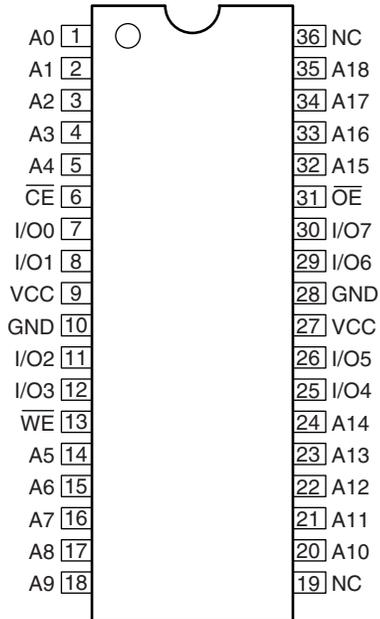 A0 1 36 NC
A1 2 35 A18
A2 3 34 A17
A3 4 33 A16
A4 5 32 A15
C̅E̅ 6 31 O̅E̅
I/O0 7 30 I/O7
I/O1 8 29 I/O6
VCC 9 28 GND
GND 10 27 VCC
I/O2 11 26 I/O5
I/O3 12 25 I/O4
W̅E̅ 13 24 A14
A5 14 23 A13
A6 15 22 A12
A7 16 21 A11
A8 17 20 A10
A9 18 19 NC